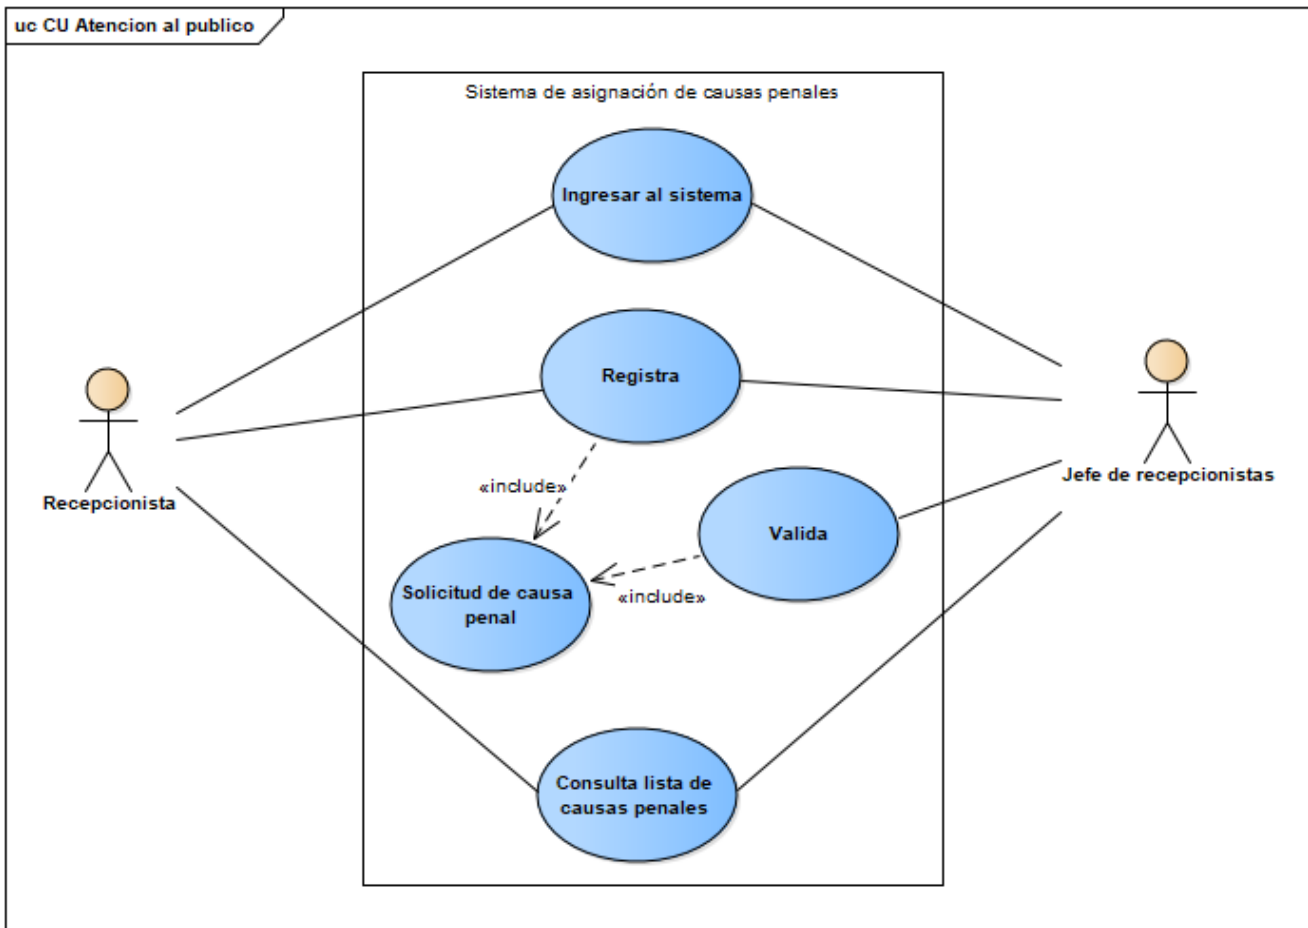 uc CU Atencion al publico
Sistema de asignación de causas penales
Ingresar al sistema
Registra
Recepcionista
Jefe de recepcionistas
«include»
Valida
Solicitud de causa
penal
«include»
Consulta lista de
causas penales